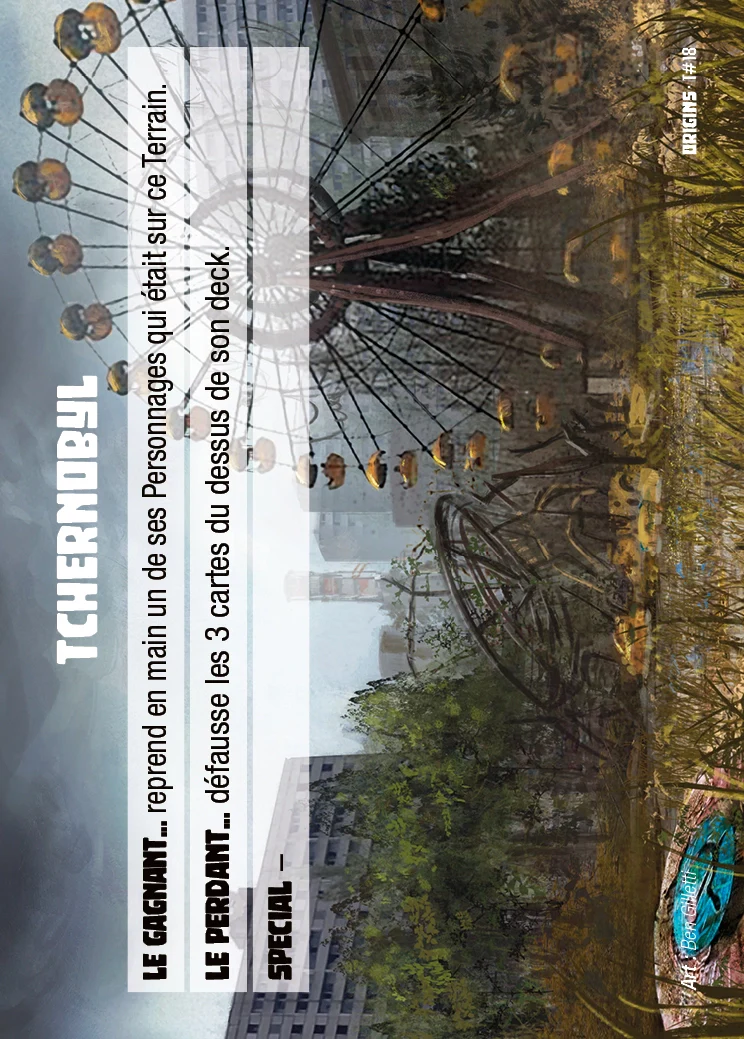 TCHERNOBYL
LE GAGNANT... reprend en main un de ses Personnages qui était sur ce Terrain.
LE PERDANT... défausse les 3 cartes du dessus de son deck.
SPECIAL –
Art : Ben Gilletti
ORIGINS T#18